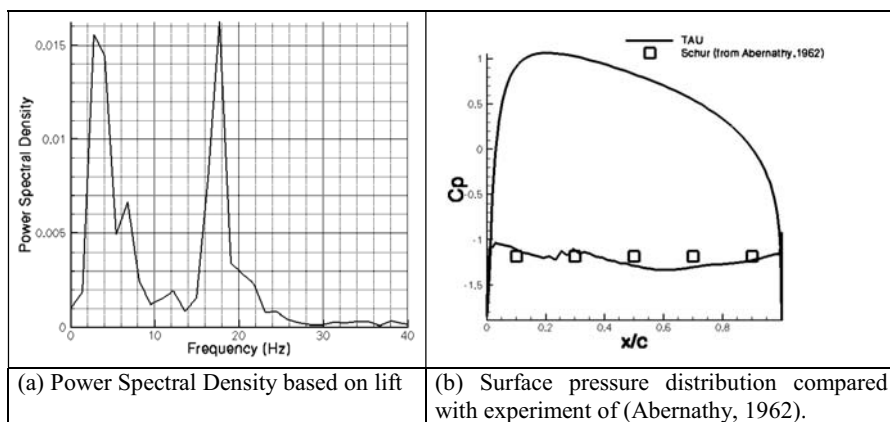 0.015
0.01
0.005
0
Power Spectral Density
0
10
20
30
40
Frequency (Hz)
TAU
Schur (from Abernathy,1962)
1
0.5
0
-0.5
-1
-1.5
Cp
0
0.2
0.4
0.6
0.8
x/c
(a) Power Spectral Density based on lift
(b) Surface pressure distribution compared
with experiment of (Abernathy, 1962).